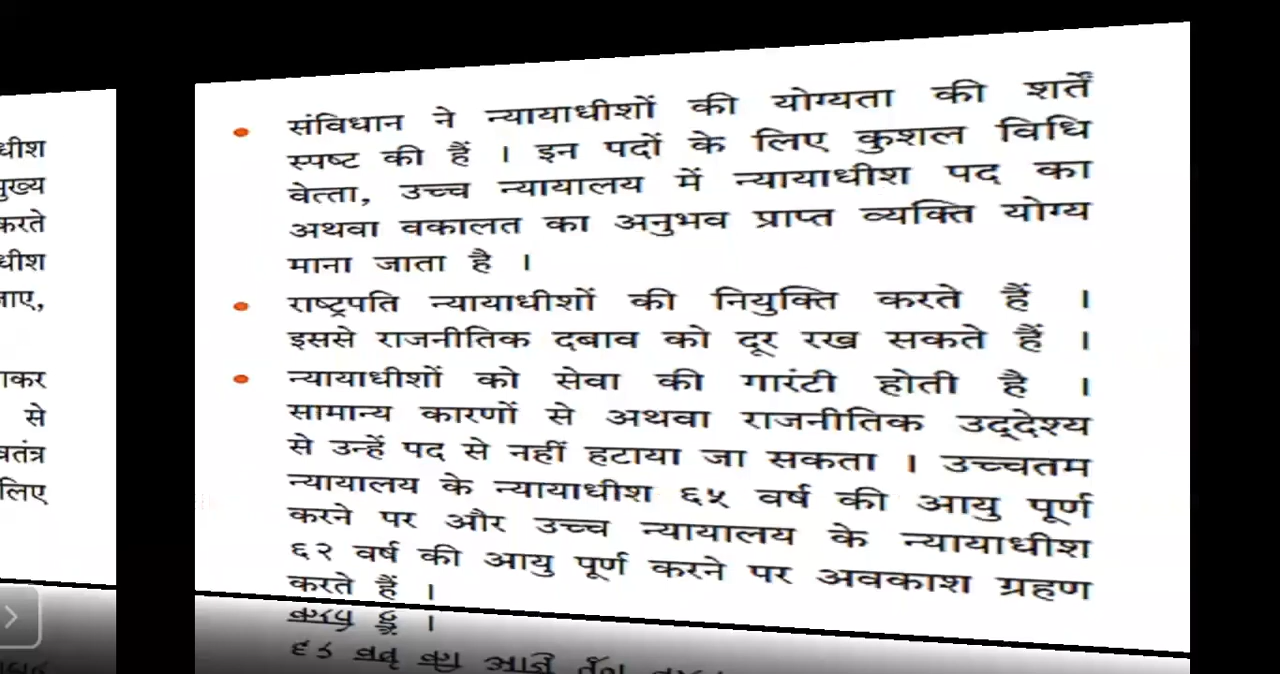 धीश
मुख्य
करते
धीश
जाए,
से
लिए
• संविधान ने न्यायाधीशों की योग्यता की शर्तें
स्पष्ट की हैं । इन पदों के लिए कुशल विधि
वेत्ता, उच्च न्यायालय में न्यायाधीश पद का
अथवा वकालत का अनुभव प्राप्त व्यक्ति योग्य
माना जाता है ।
• राष्ट्रपति न्यायाधीशों की नियुक्ति करते हैं ।
इससे राजनीतिक दबाव को दूर रख सकते हैं ।
• न्यायाधीशों को सेवा की गारंटी होती है ।
सामान्य कारणों से अथवा राजनीतिक उद्देश्य
से उन्हें पद से नहीं हटाया जा सकता । उच्चतम
न्यायालय के न्यायाधीश ६५ वर्ष की आयु पूर्ण
करने पर और उच्च न्यायालय के न्यायाधीश
६२ वर्ष की आयु पूर्ण करने पर अवकाश ग्रहण
करते हैं ।